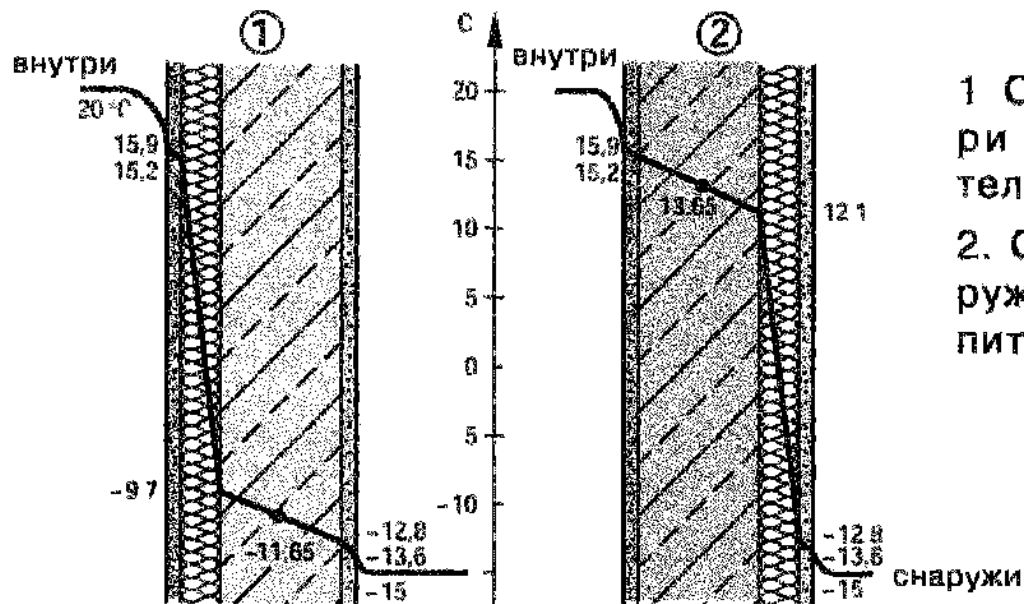 ①
внутри
20 °C
15,9
15,2
-9 7
-11.65
-12,8
-13,6
-15
C
20
15
10
5
0
5
-10
②
внутри
15,9
15,2
13.65
12 1
-12 8
-13.6
-15
снаружи
1 С
ри
тел
2. С
руж
пит